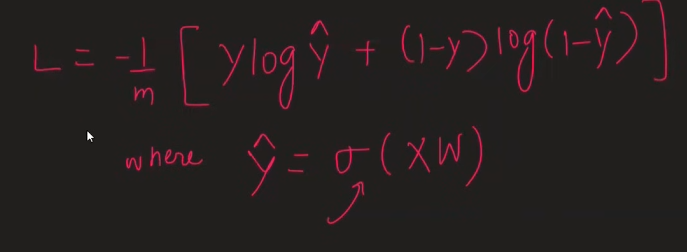 L = -1/m [ y log ŷ + (1-y) log(1-ŷ) ]
where ŷ = σ(XW)